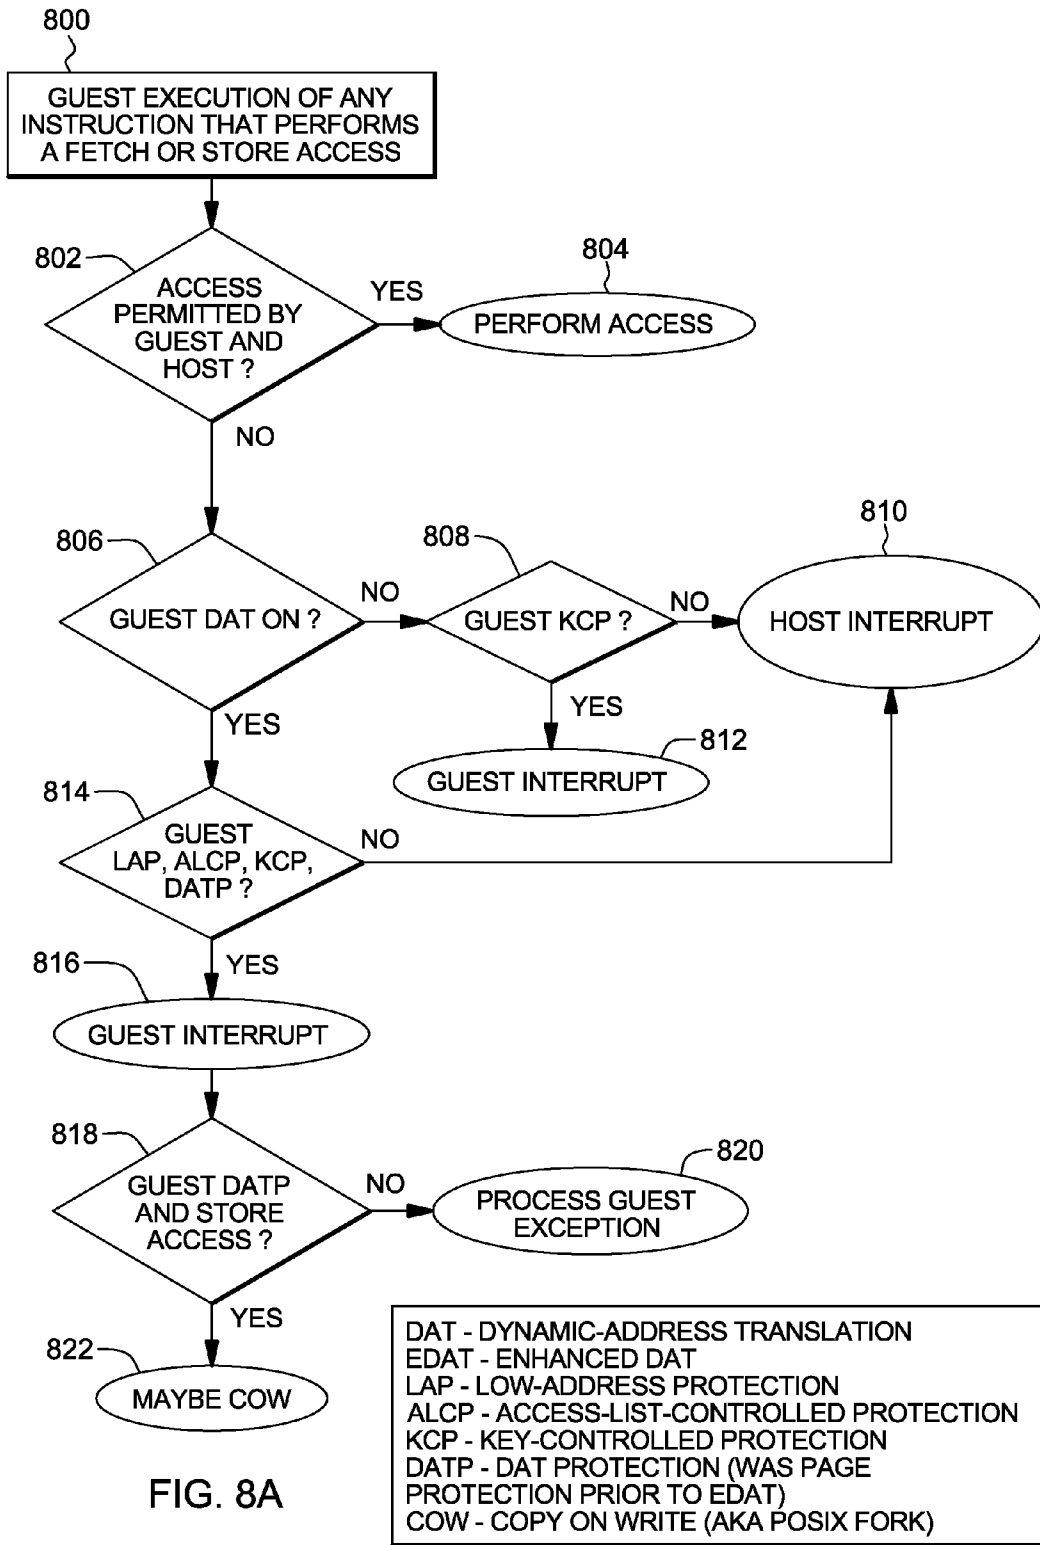 800
GUEST EXECUTION OF ANY
INSTRUCTION THAT PERFORMS
A FETCH OR STORE ACCESS
802
ACCESS
PERMITTED BY
GUEST AND
HOST ?
YES
804
PERFORM ACCESS
NO
806
GUEST DAT ON ?
NO
808
GUEST KCP ?
NO
810
HOST INTERRUPT
YES
812
GUEST INTERRUPT
YES
814
GUEST
LAP, ALCP, KCP,
DATP ?
NO
YES
816
GUEST INTERRUPT
818
GUEST DATP
AND STORE
ACCESS ?
NO
820
PROCESS GUEST
EXCEPTION
YES
822
MAYBE COW
DAT - DYNAMIC-ADDRESS TRANSLATION
EDAT - ENHANCED DAT
LAP - LOW-ADDRESS PROTECTION
ALCP - ACCESS-LIST-CONTROLLED PROTECTION
KCP - KEY-CONTROLLED PROTECTION
DATP - DAT PROTECTION (WAS PAGE
PROTECTION PRIOR TO EDAT)
COW - COPY ON WRITE (AKA POSIX FORK)
FIG. 8A